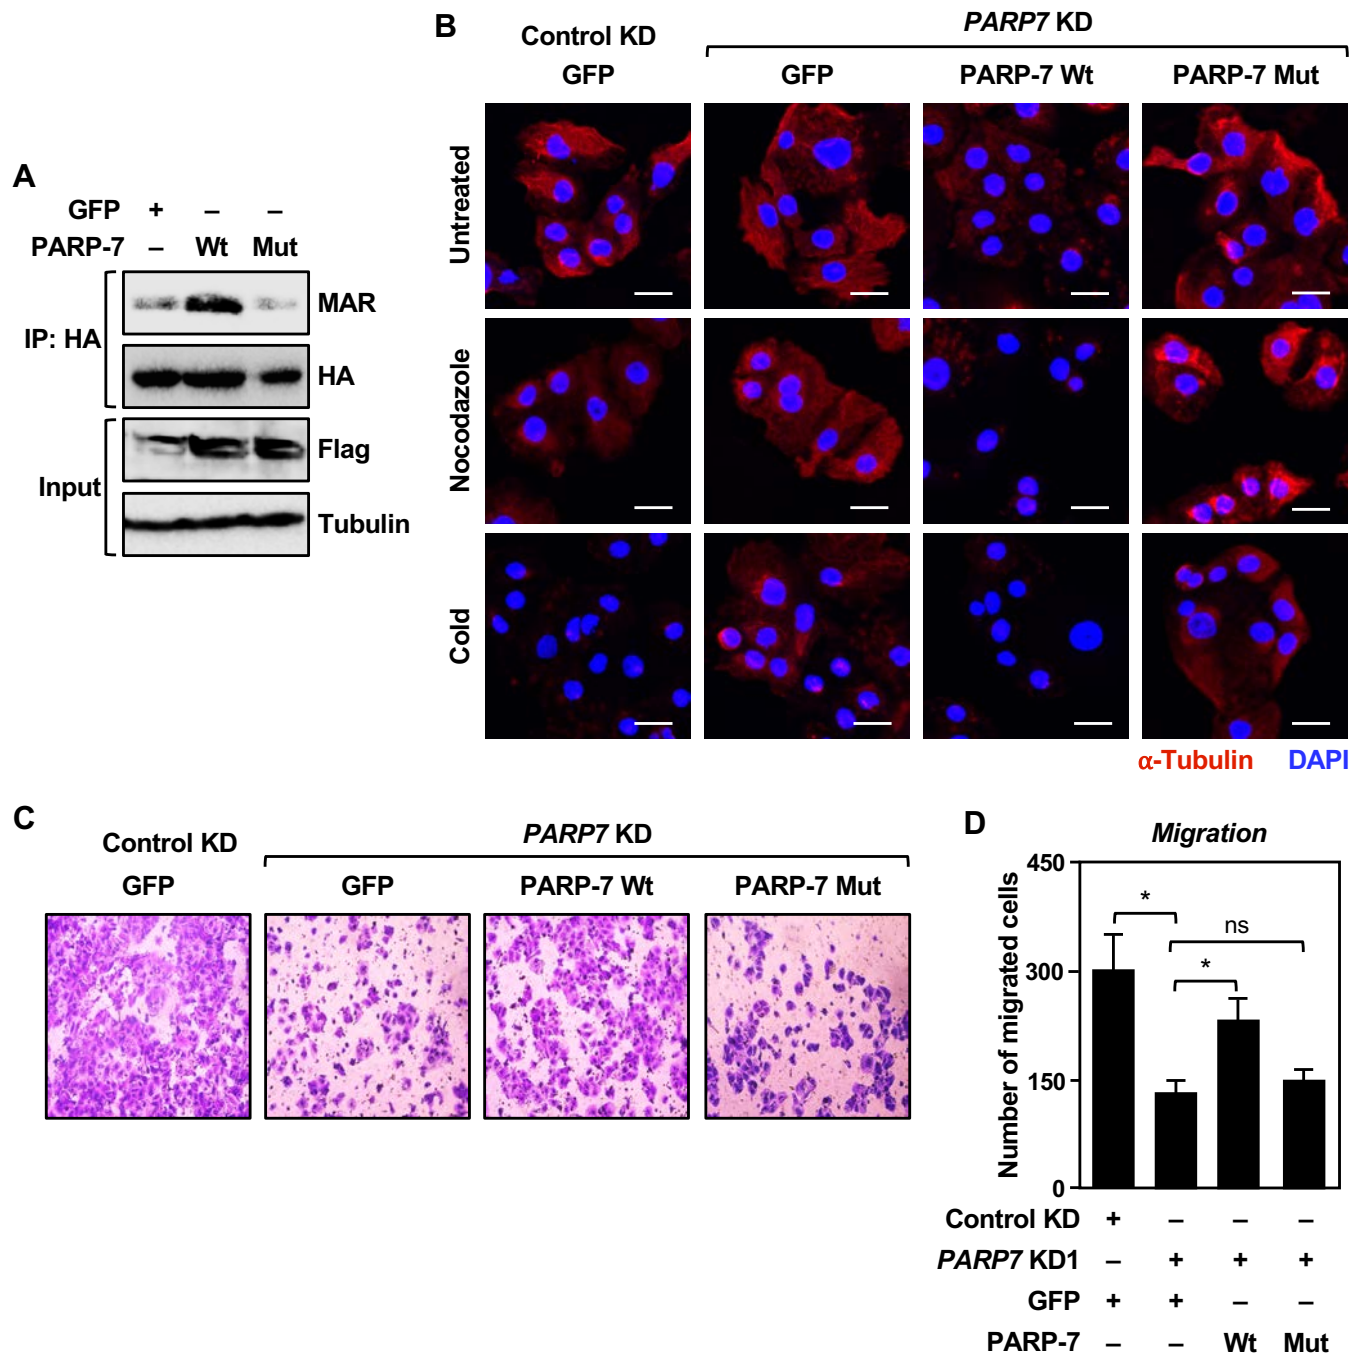 A
GFP + – –
PARP-7 – Wt Mut
IP: HA
MAR
HA
Input
Flag
Tubulin
B
Control KD
PARP7 KD
GFP GFP PARP-7 Wt PARP-7 Mut
Untreated
Nocodazole
Cold
α-Tubulin DAPI
C
Control KD
PARP7 KD
GFP GFP PARP-7 Wt PARP-7 Mut
D
Migration
Number of migrated cells
450
300
150
0
*
*
ns
Control KD + – – –
PARP7 KD1 – + + +
GFP + + – –
PARP-7 – – Wt Mut